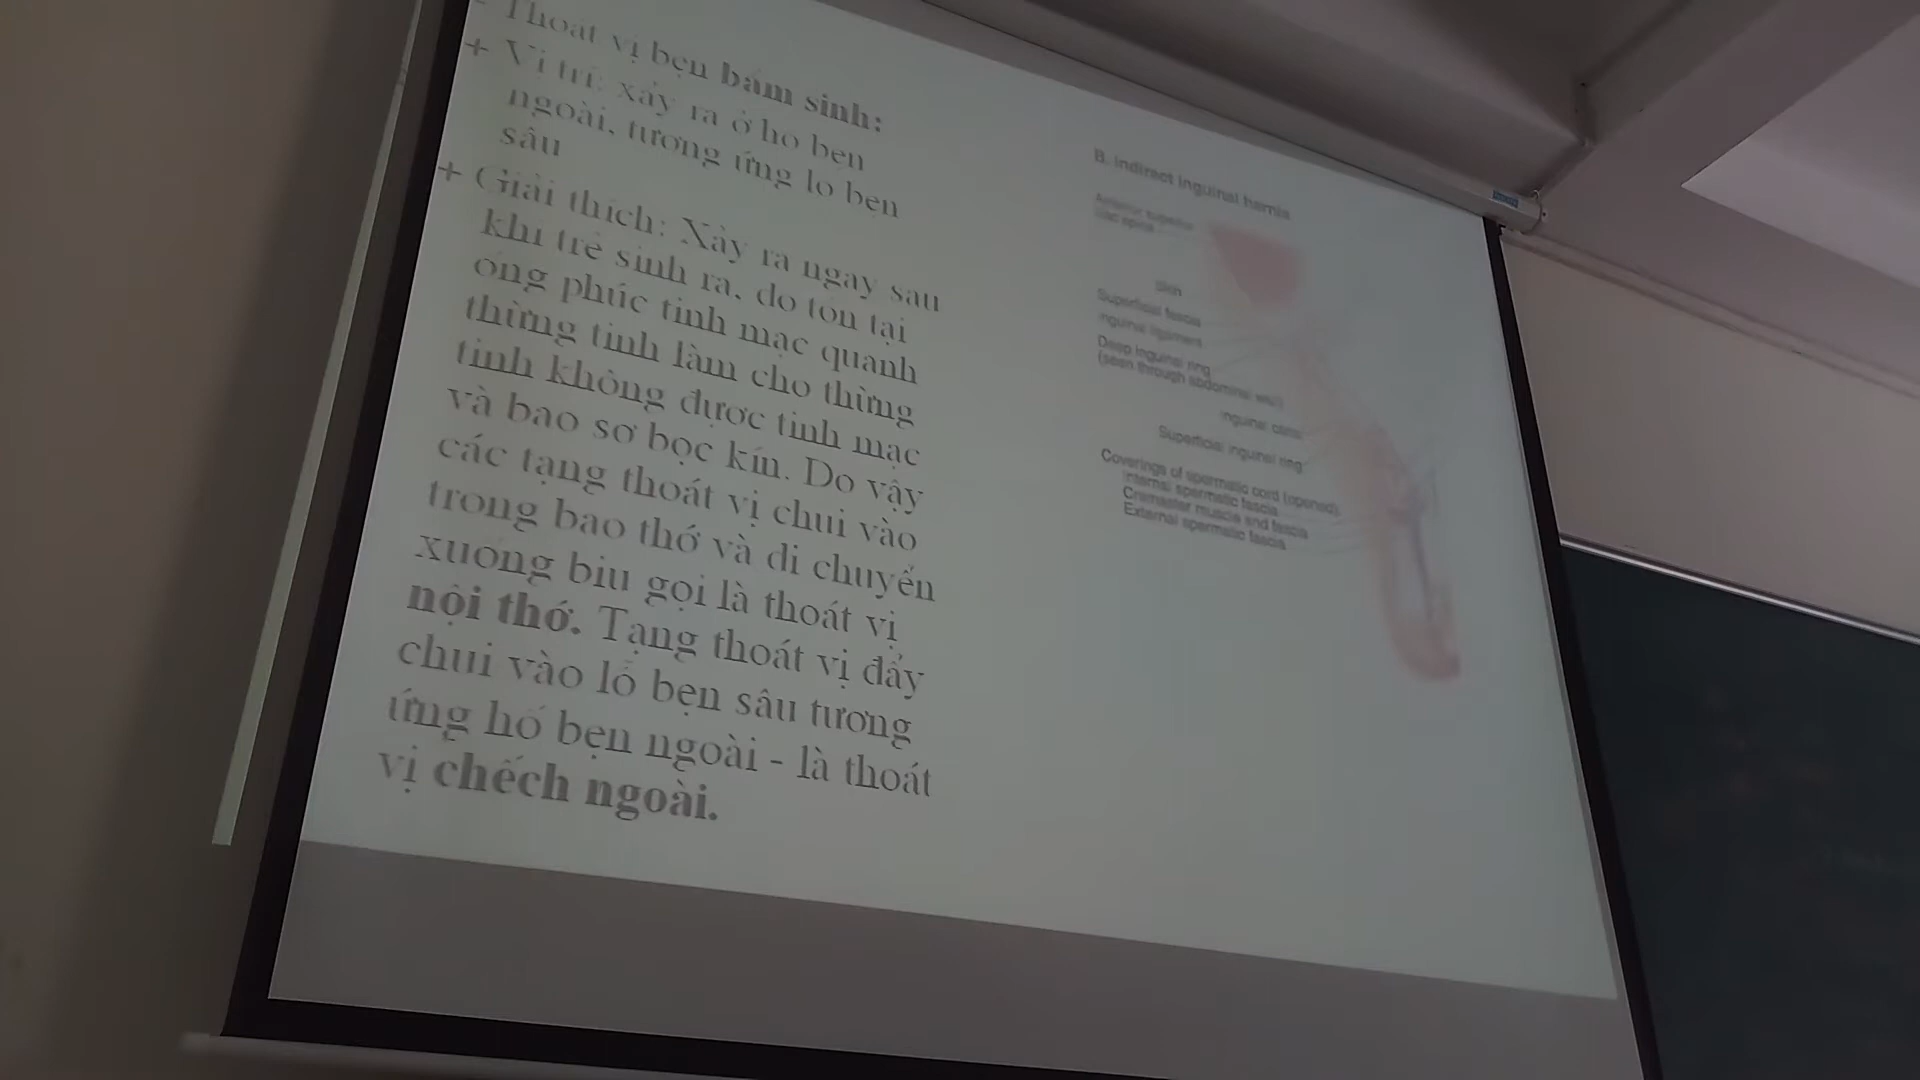 - Thoát vị bẹn bẩm sinh:
+ Vị trí: xảy ra ở hố bẹn
ngoài, tương ứng lỗ bẹn
sâu
+ Giải thích: Xảy ra ngay sau
khi trẻ sinh ra, do tồn tại
ống phúc tinh mạc quanh
thừng tinh làm cho thừng
tinh không được tinh mạc
và bao sơ bọc kín. Do vậy
các tạng thoát vị chui vào
trong bao thớ và di chuyển
xuống bìu gọi là thoát vị
nội thớ. Tạng thoát vị đẩy
chui vào lỗ bẹn sâu tương
ứng hố bẹn ngoài - là thoát
vị chếch ngoài.
B. Indirect inguinal hernia
Anterior superior
iliac spine
Skin
Superficial fascia
Inguinal ligament
Deep inguinal ring
(seen through abdominal wall)
Inguinal canal
Superficial inguinal ring
Coverings of spermatic cord (opened)
Internal spermatic fascia
Cremaster muscle and fascia
External spermatic fascia